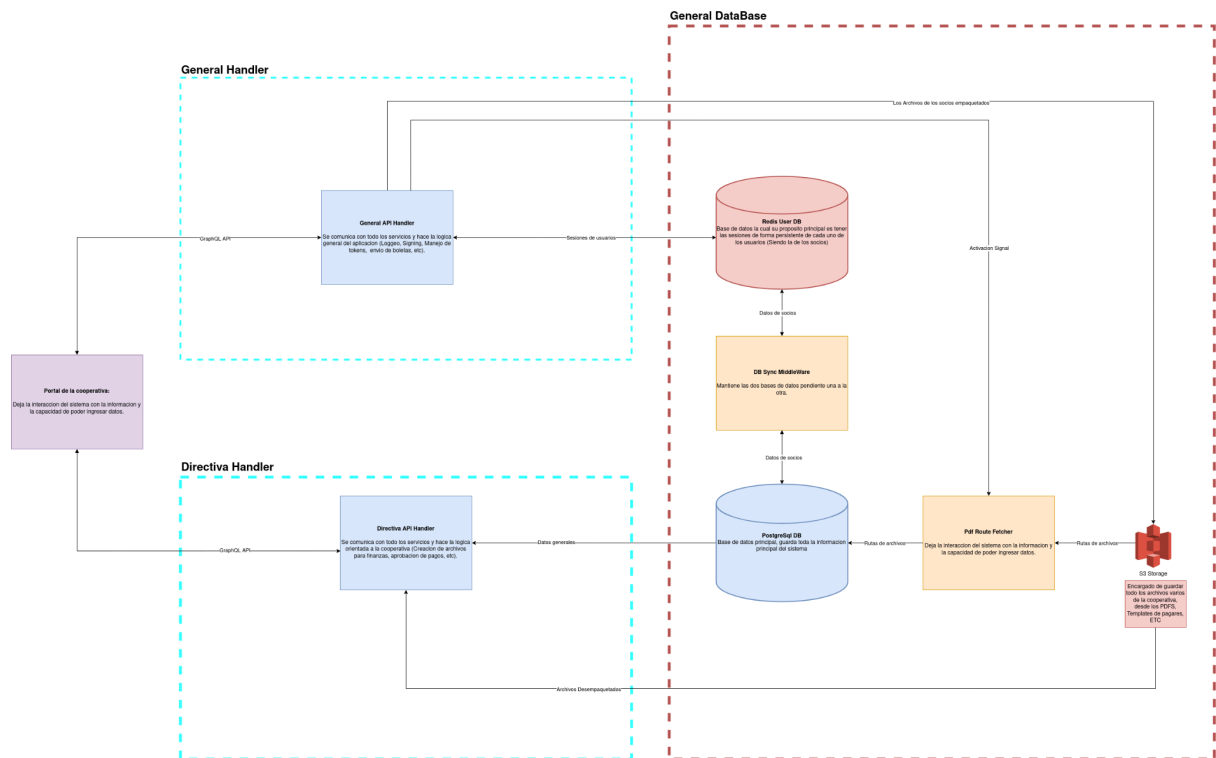 General DataBase
General Handler
Los Archivos de los socios empaquetados
General API Handler
Se comunica con todo los servicios y hace la logica
general del aplicacion (Loggeo, Signing, Manejo de
tokens, envio de boletas, etc).
GraphQL API
Sesiones de usuarios
Redis User DB
Base de datos la cual su proposito principal es tener
las sesiones de forma persistente de cada uno de
los usuarios (Siendo la de los socios)
Activacion Signal
Datos de socios
DB Sync MiddleWare
Mantiene las dos bases de datos pendiente una a la
otra.
Portal de la cooperativa:
Deja la interaccion del sistema con la informacion y
la capacidad de poder ingresar datos.
Datos de socios
Directiva Handler
Directiva API Handler
Se comunica con todo los servicios y hace la logica
orientada a la cooperativa (Creacion de archivos
para finanzas, aprobacion de pagos, etc).
GraphQL API
Datas generales
PostgreSql DB
Base de datos principal, guarda toda la informacion
principal del sistema
Rutas de archivos
Pdf Route Fetcher
Deja la interaccion del sistema con la informacion y
la capacidad de poder ingresar datos.
Rutas de archivos
S3 Storage
Encargado de guardar
todo los archivos varios
de la cooperativa,
desde los PDFS,
Templates de pagares,
ETC
Archivos Desempaquetados